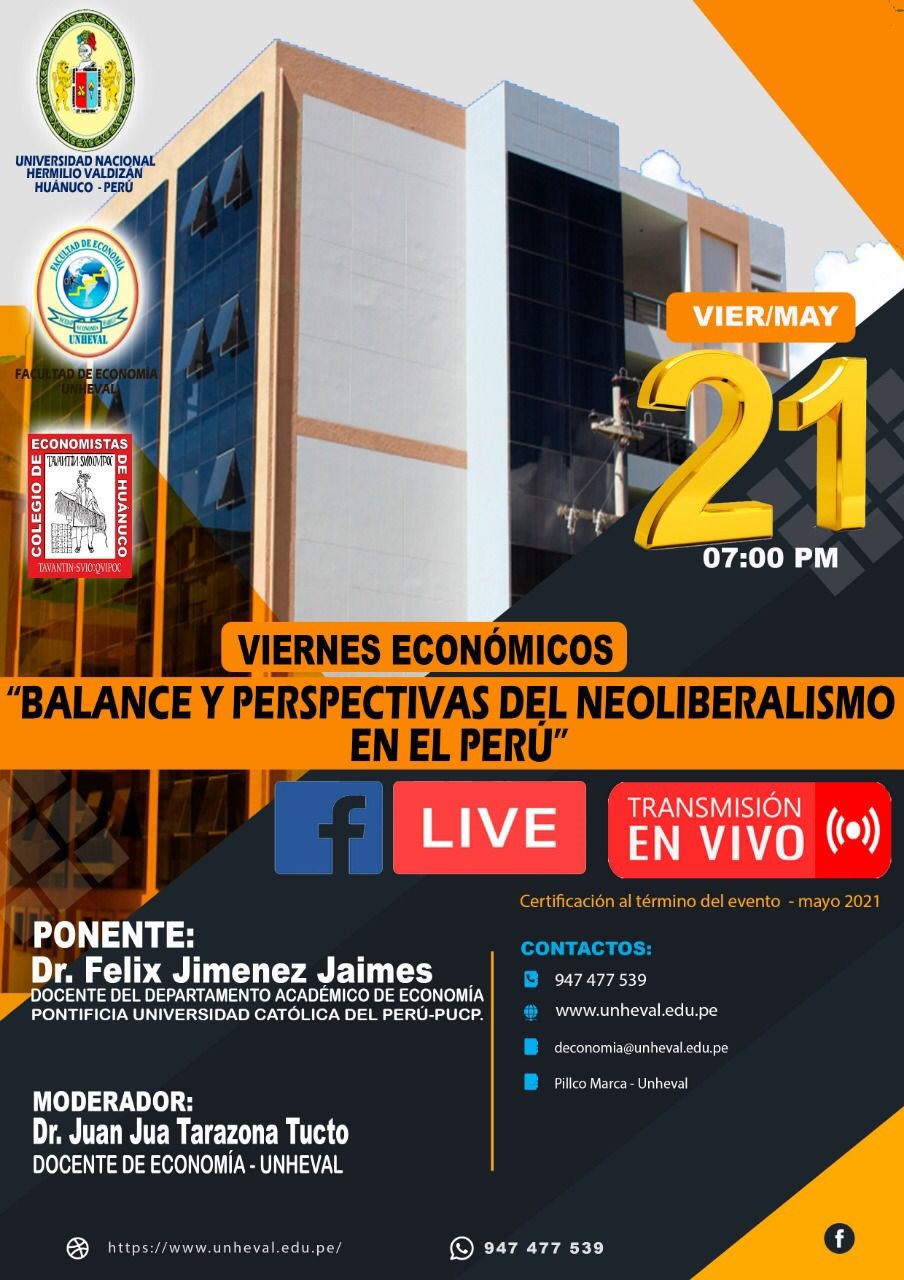 UNIVERSIDAD NACIONAL
HERMILIO VALDIZÁN
HUÁNUCO - PERÚ
FACULTAD DE ECONOMÍA
ECONOMÍA
UNHEVAL
FACULTAD DE ECONOMÍA
UNHEVAL
COLEGIO DE
ECONOMISTAS
DE HUÁNUCO
TAVANTIN-SVIO:QVIPOC
VIER/MAY
21
07:00 PM
VIERNES ECONÓMICOS
“BALANCE Y PERSPECTIVAS DEL NEOLIBERALISMO
EN EL PERÚ”
f
LIVE
TRANSMISIÓN
EN VIVO
Certificación al término del evento - mayo 2021
PONENTE:
Dr. Felix Jimenez Jaimes
DOCENTE DEL DEPARTAMENTO ACADÉMICO DE ECONOMÍA
PONTIFICIA UNIVERSIDAD CATÓLICA DEL PERÚ-PUCP.
MODERADOR:
Dr. Juan Jua Tarazona Tucto
DOCENTE DE ECONOMÍA - UNHEVAL
CONTACTOS:
947 477 539
www.unheval.edu.pe
deconomia@unheval.edu.pe
Pillco Marca - Unheval
https://www.unheval.edu.pe/
947 477 539
f